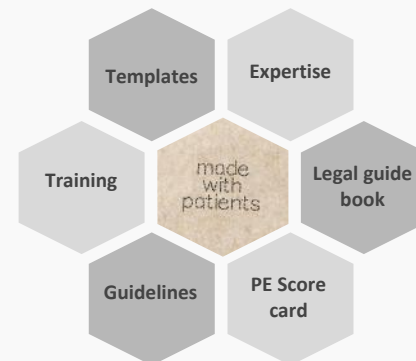 Templates
Expertise
Training
made
with
patients
Legal guide
book
Guidelines
PE Score
card